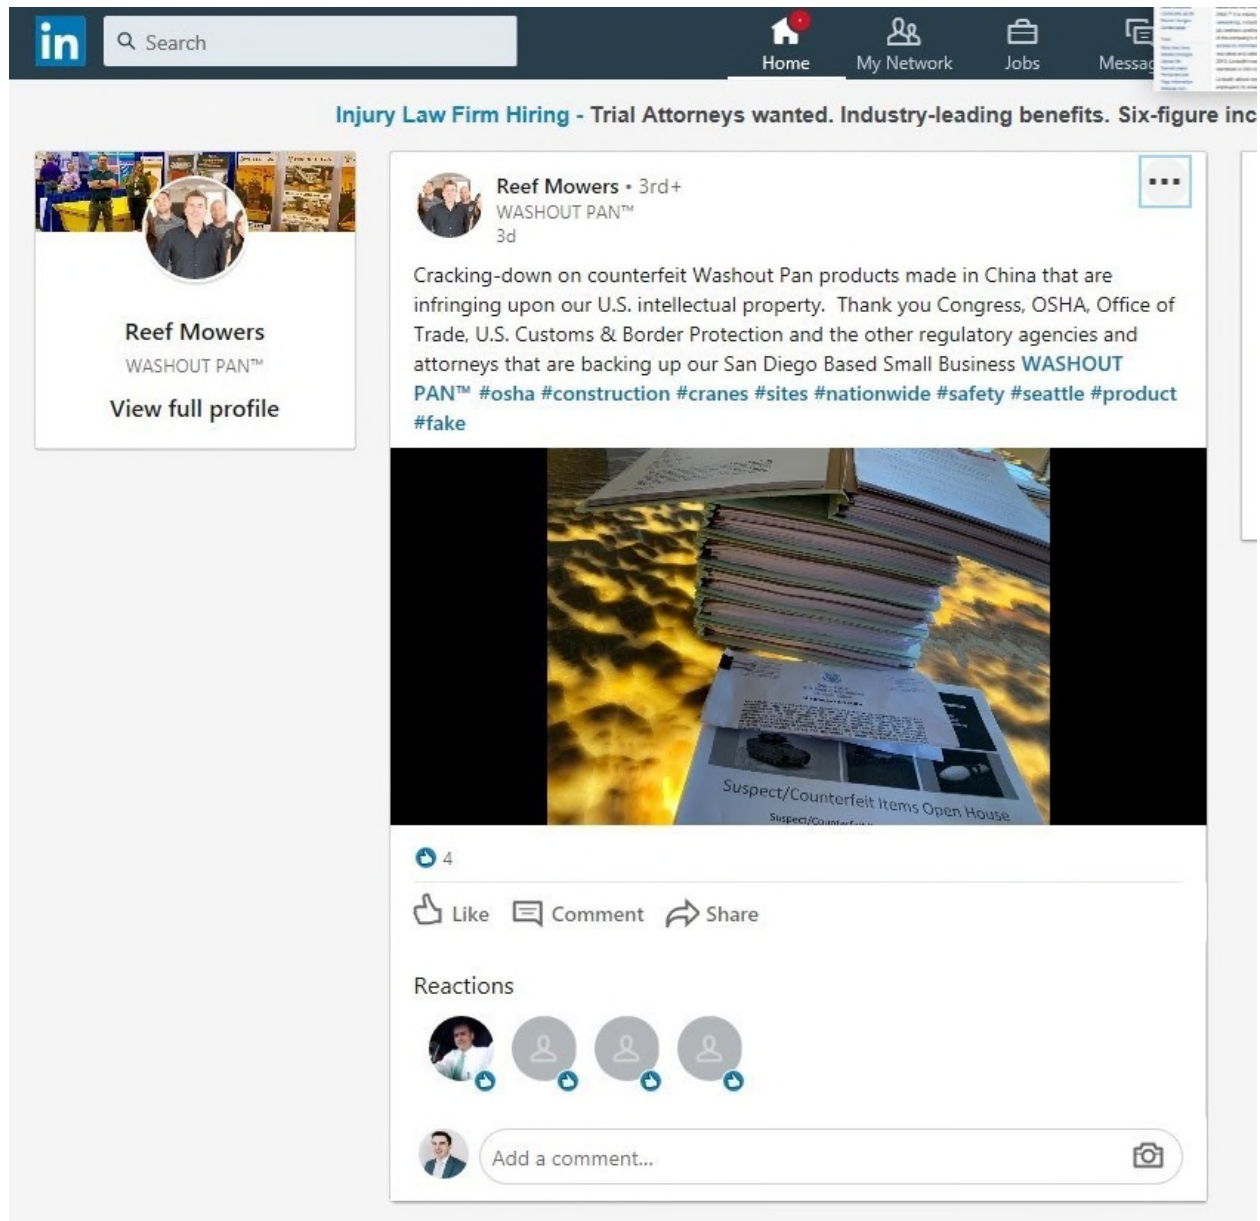 in
Search
Home
My Network
Jobs
Messag
Injury Law Firm Hiring - Trial Attorneys wanted. Industry-leading benefits. Six-figure inc
Reef Mowers
WASHOUT PAN™
View full profile
Reef Mowers • 3rd+
WASHOUT PAN™
3d
Cracking-down on counterfeit Washout Pan products made in China that are
infringing upon our U.S. intellectual property.  Thank you Congress, OSHA, Office of
Trade, U.S. Customs & Border Protection and the other regulatory agencies and
attorneys that are backing up our San Diego Based Small Business WASHOUT
PAN™ #osha #construction #cranes #sites #nationwide #safety #seattle #product
#fake
Suspect/Counterfeit Items Open House
4
Like
Comment
Share
Reactions
Add a comment...